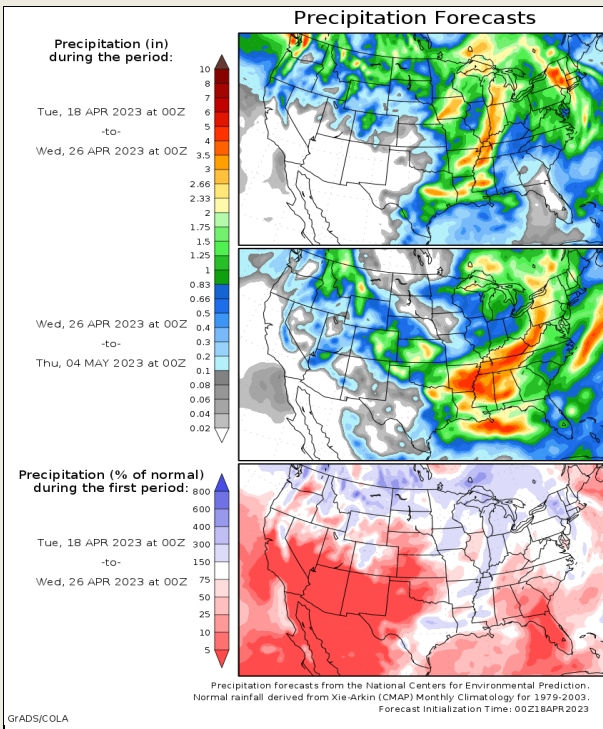 Precipitation Forecasts
Precipitation (in)
during the period:
Tue, 18 APR 2023 at 00Z
-to-
Wed, 26 APR 2023 at 00Z
10
8
7
6
5
4
3.5
3
2.66
2.33
2
1.75
1.5
1.25
1
0.83
0.66
0.5
0.4
0.3
0.2
0.1
0.08
0.06
0.04
0.02
Wed, 26 APR 2023 at 00Z
-to-
Thu, 04 MAY 2023 at 00Z
Precipitation (% of normal)
during the first period:
Tue, 18 APR 2023 at 00Z
-to-
Wed, 26 APR 2023 at 00Z
800
600
400
300
150
75
50
25
10
5
Precipitation forecasts from the National Centers for Environmental Prediction.
Normal rainfall derived from Xie-Arkin (CMAP) Monthly Climatology for 1979-2003.
Forecast Initialization Time: 00Z18APR2023
GrADS/COLA